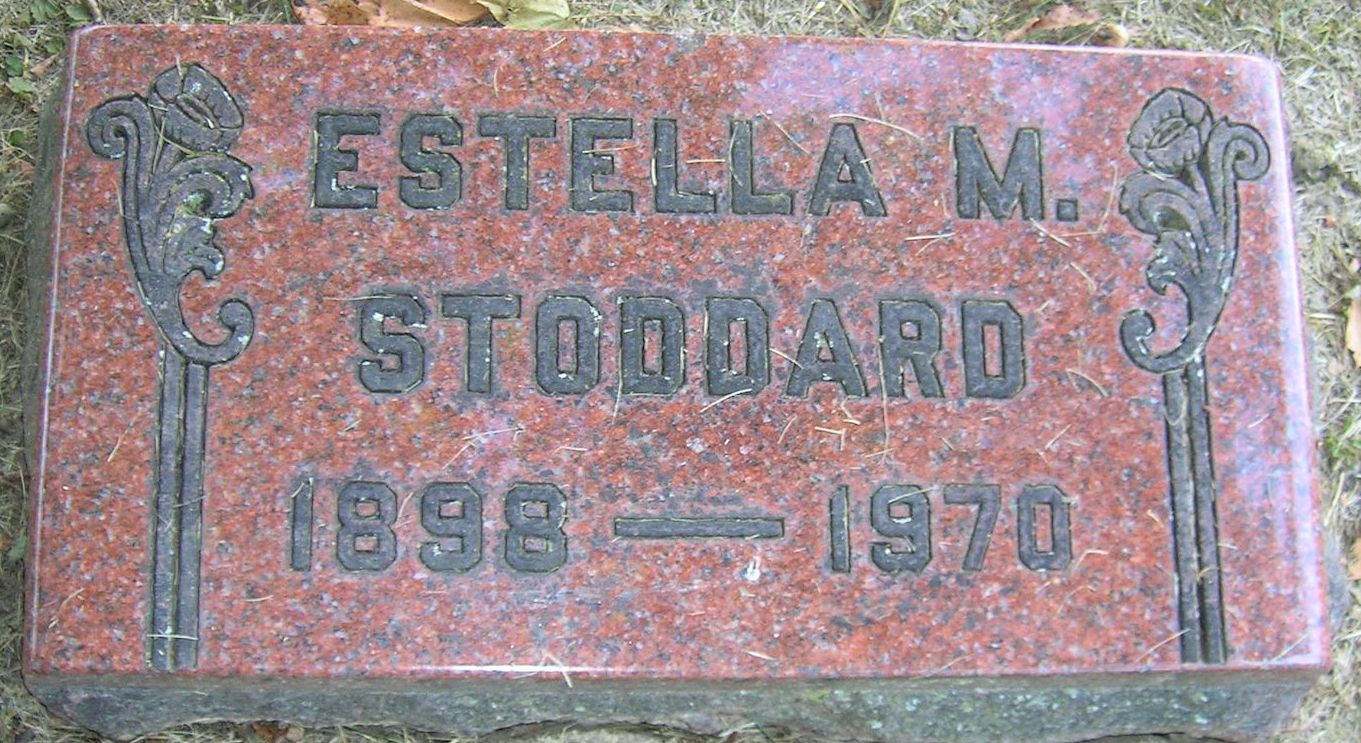 ESTELLA M.
STODDARD
1898 — 1970